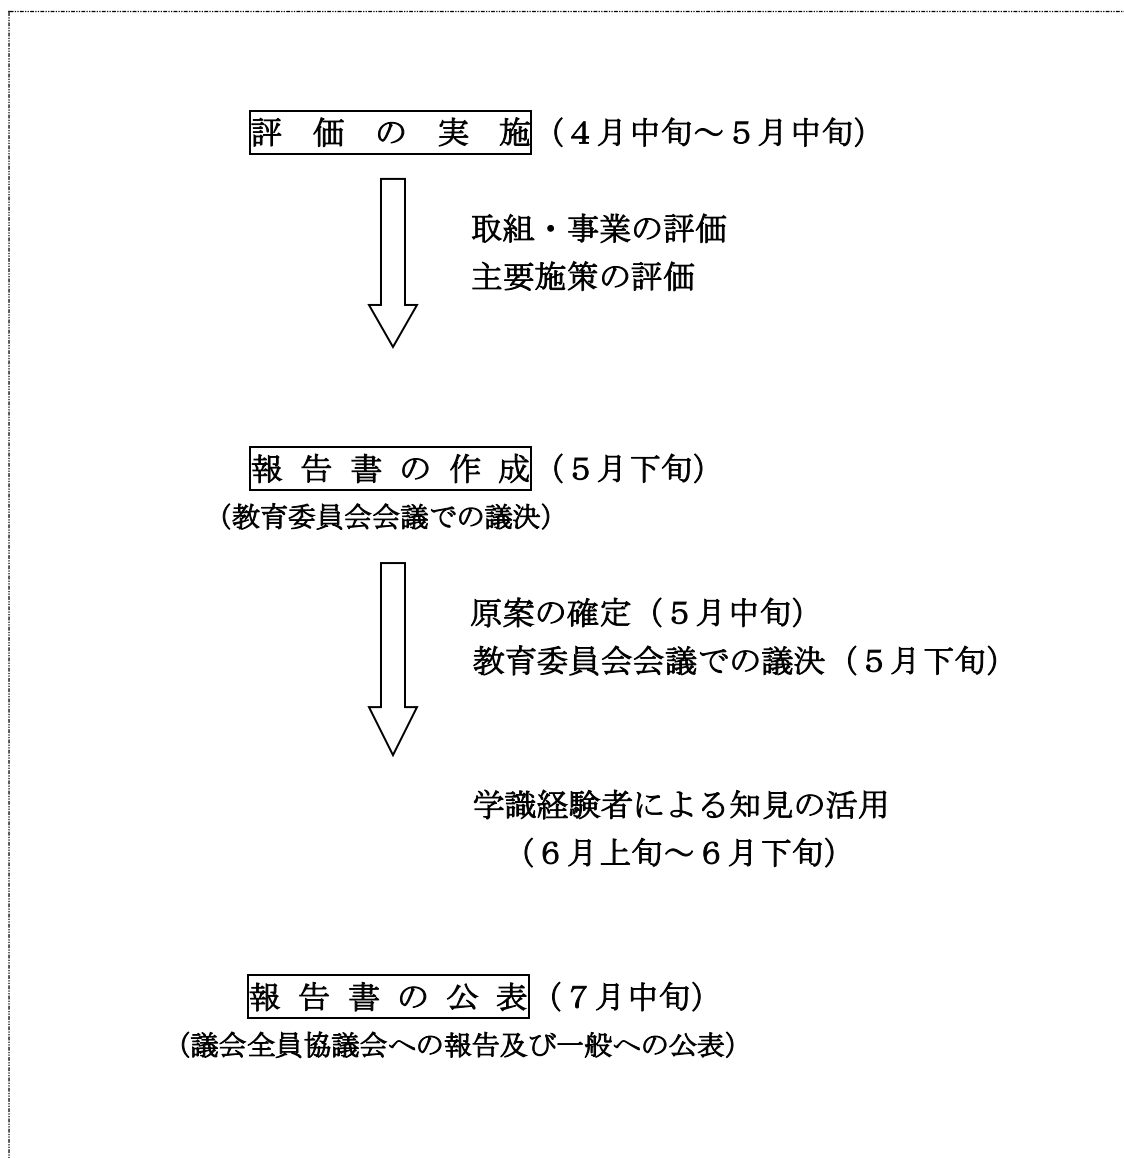 評価の実施（４月中旬～５月中旬）
取組・事業の評価
主要施策の評価
報告書の作成（５月下旬）
（教育委員会会議での議決）
原案の確定（５月中旬）
教育委員会会議での議決（５月下旬）
学識経験者による知見の活用
（６月上旬～６月下旬）
報告書の公表（７月中旬）
（議会全員協議会への報告及び一般への公表）